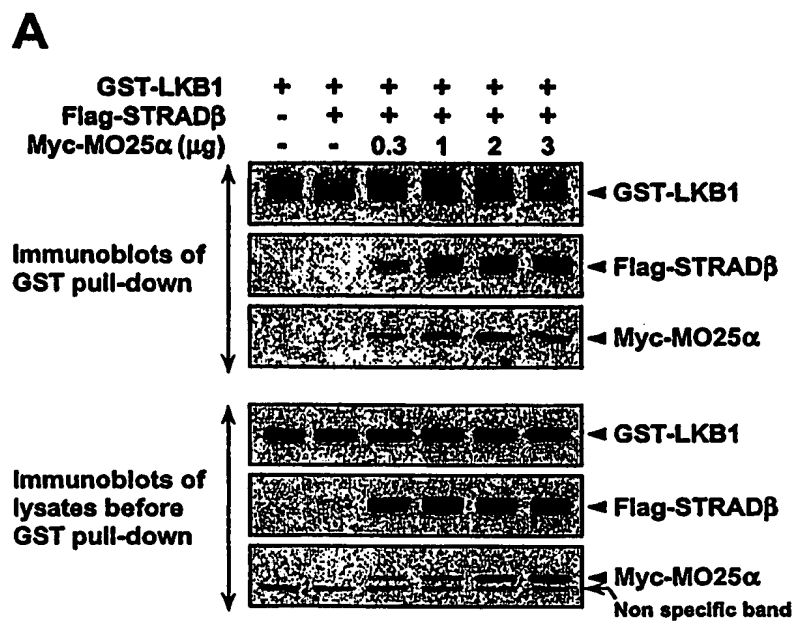 A
GST-LKB1 + + + + + +
Flag-STRADβ - + + + + +
Myc-MO25α (μg) - - 0.3 1 2 3
Immunoblots of
GST pull-down
GST-LKB1
Flag-STRADβ
Myc-MO25α
Immunoblots of
lysates before
GST pull-down
GST-LKB1
Flag-STRADβ
Myc-MO25α
Non specific band